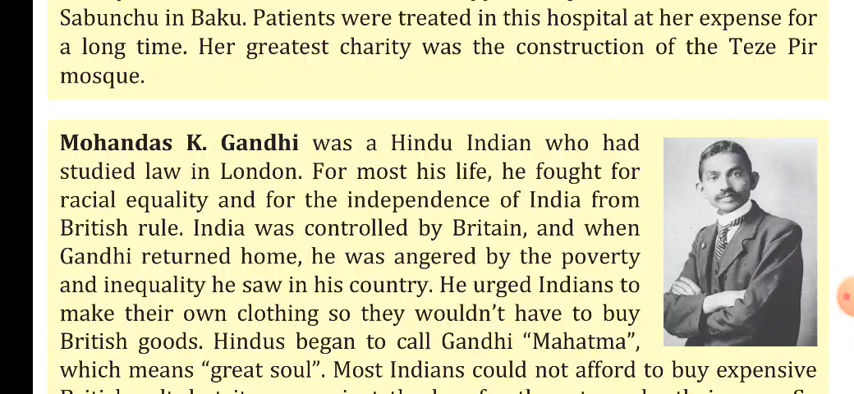 Sabunchu in Baku. Patients were treated in this hospital at her expense for
a long time. Her greatest charity was the construction of the Teze Pir
mosque.
Mohandas K. Gandhi was a Hindu Indian who had
studied law in London. For most his life, he fought for
racial equality and for the independence of India from
British rule. India was controlled by Britain, and when
Gandhi returned home, he was angered by the poverty
and inequality he saw in his country. He urged Indians to
make their own clothing so they wouldn’t have to buy
British goods. Hindus began to call Gandhi “Mahatma”,
which means “great soul”. Most Indians could not afford to buy expensive